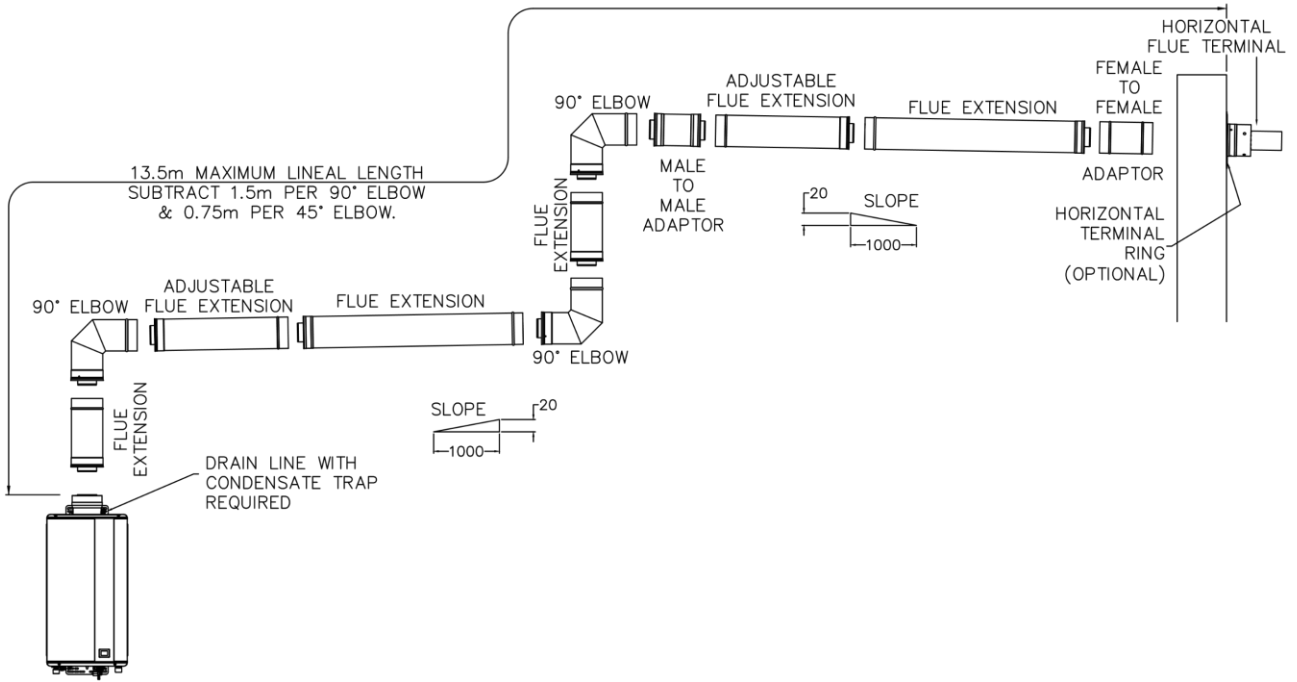 HORIZONTAL
FLUE TERMINAL
FEMALE
TO
FEMALE
ADAPTOR
90° ELBOW
ADJUSTABLE
FLUE EXTENSION
FLUE EXTENSION
13.5m MAXIMUM LINEAL LENGTH
SUBTRACT 1.5m PER 90° ELBOW
& 0.75m PER 45° ELBOW.
MALE
TO
MALE
ADAPTOR
20
SLOPE
1000
HORIZONTAL
TERMINAL
RING
(OPTIONAL)
FLUE
EXTENSION
90° ELBOW
ADJUSTABLE
FLUE EXTENSION
FLUE EXTENSION
90° ELBOW
FLUE
EXTENSION
SLOPE
20
1000
DRAIN LINE WITH
CONDENSATE TRAP
REQUIRED